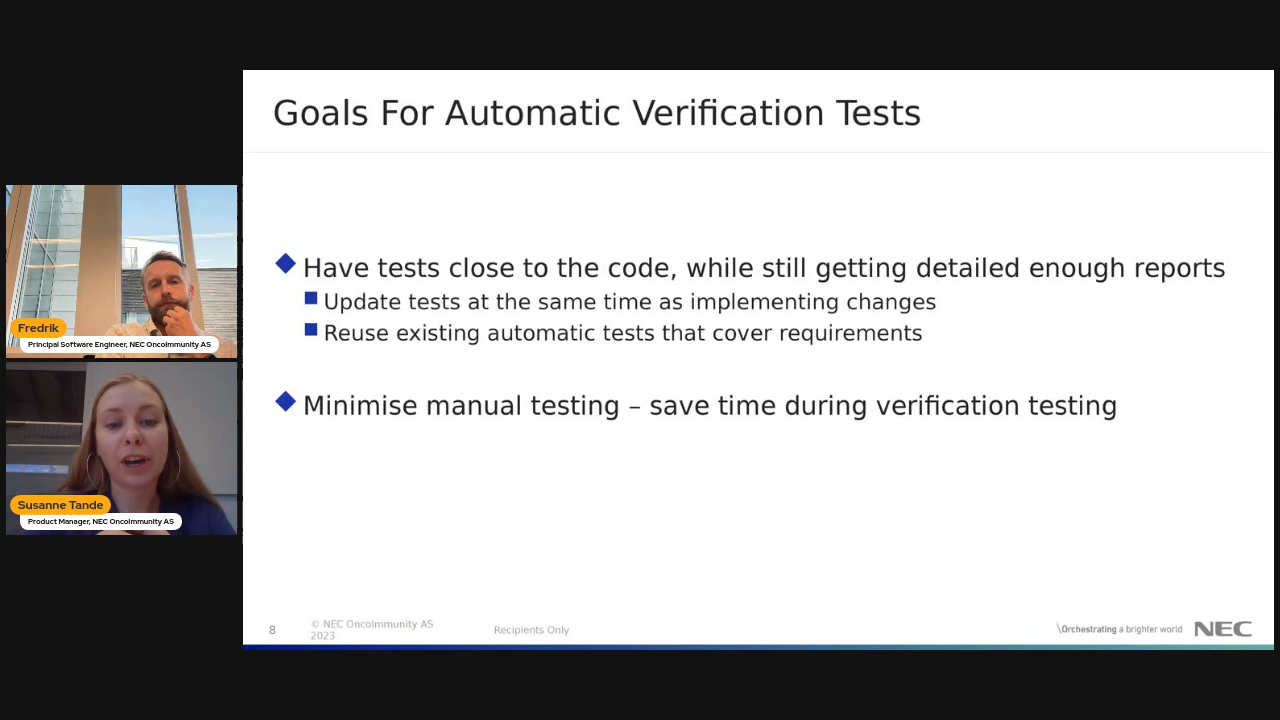 Goals For Automatic Verification Tests
Have tests close to the code, while still getting detailed enough reports
Update tests at the same time as implementing changes
Reuse existing automatic tests that cover requirements
Minimise manual testing – save time during verification testing
Fredrik
Principal Software Engineer, NEC OncoImmunity AS
Susanne Tande
Product Manager, NEC OncoImmunity AS
8
© NEC OncoImmunity AS
2023
Recipients Only
\Orchestrating a brighter world
NEC